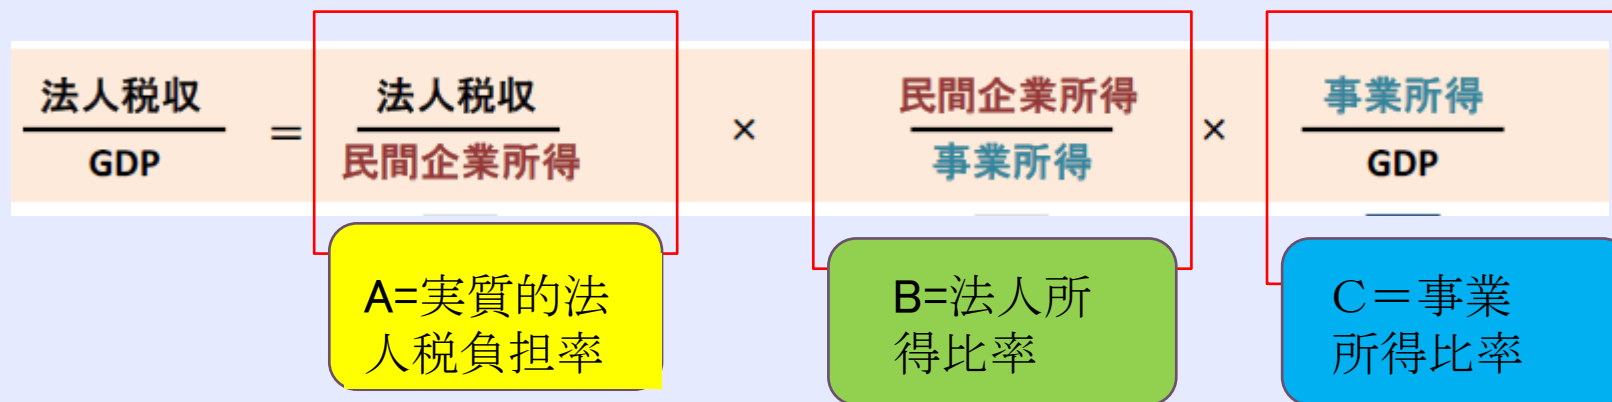 法人税収
GDP
=
法人税収
民間企業所得
×
民間企業所得
事業所得
×
事業所得
GDP
A=実質的法
人税負担率
B=法人所
得比率
C＝事業
所得比率